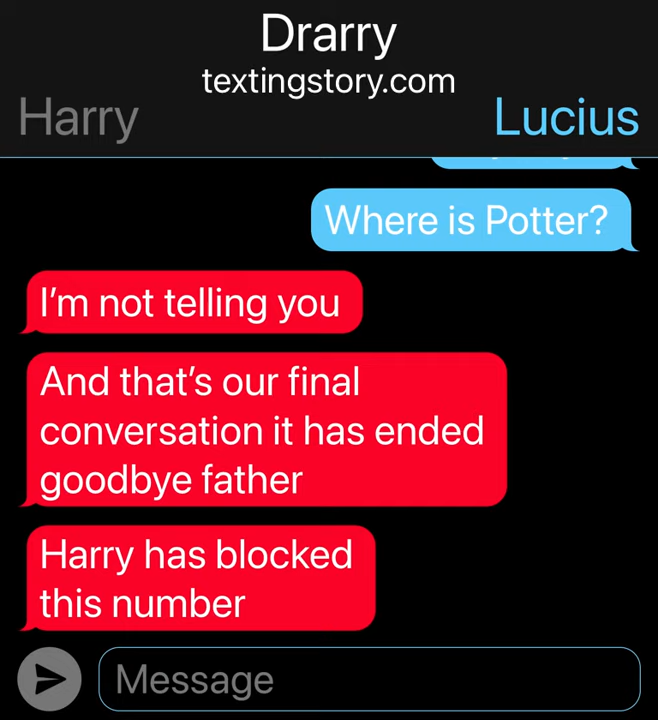 Drarry
textingstory.com
Harry
Lucius
Where is Potter?
I'm not telling you
And that's our final
conversation it has ended
goodbye father
Harry has blocked
this number
Message